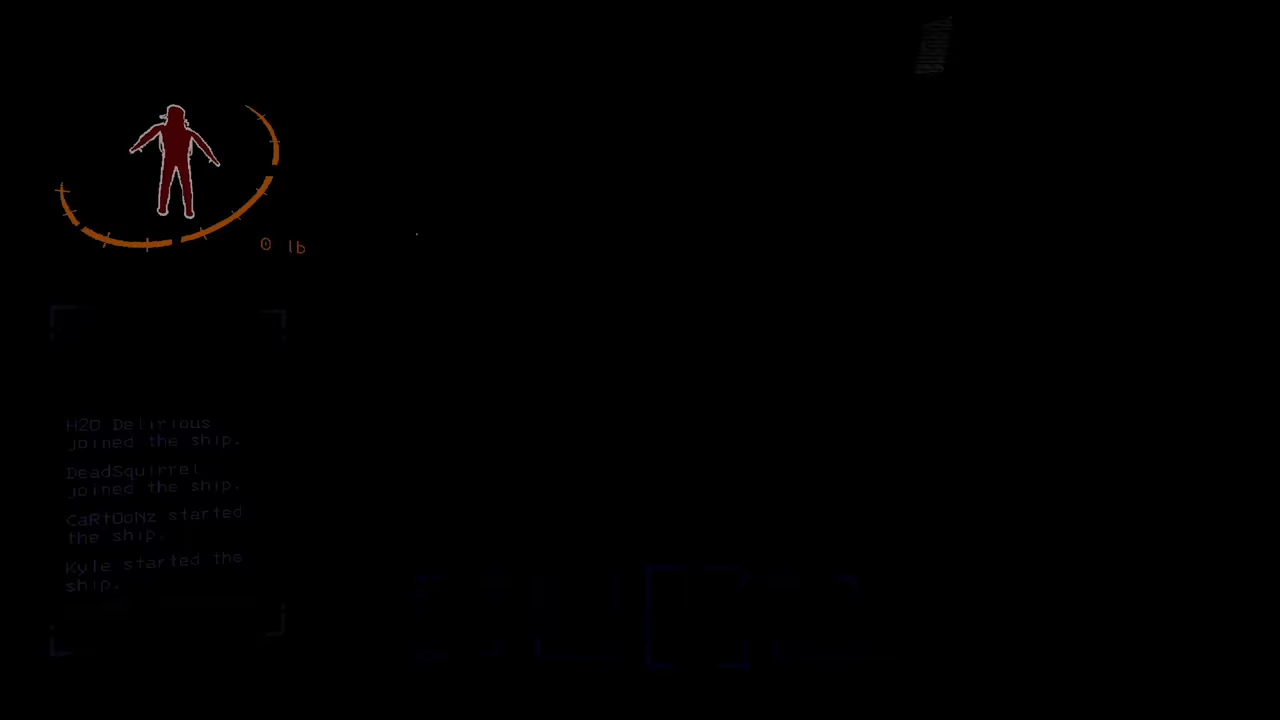 0 lb
H2O Delirious
joined the ship.
DeadSquirrel
joined the ship.
CaRtOoNz started
the ship.
Kyle started the
ship.